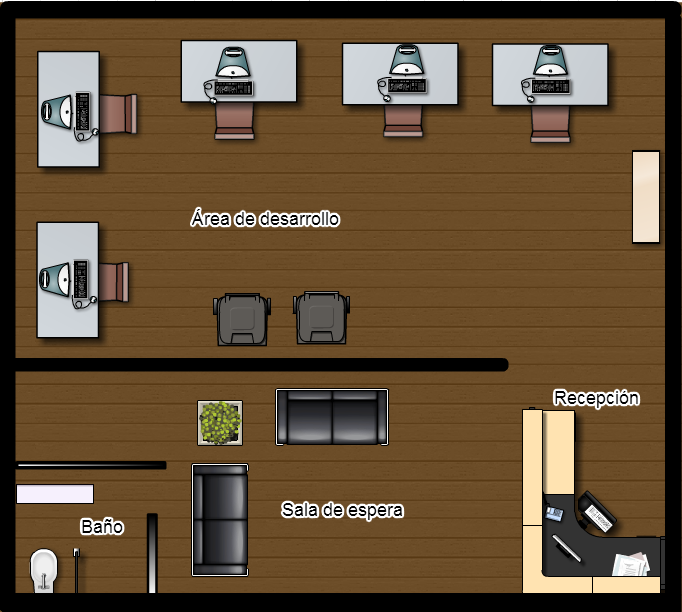 Área de desarrollo
Recepción
Sala de espera
Baño